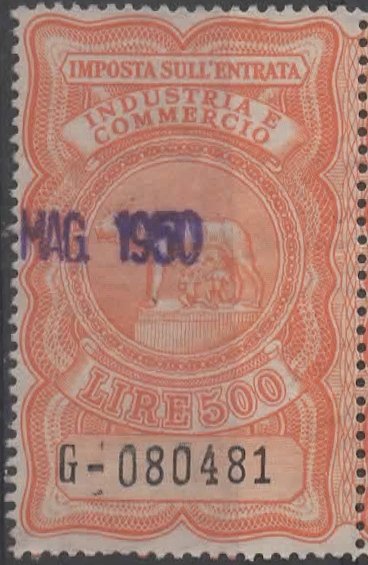 IMPOSTA SULL'ENTRATA
INDUSTRIA E
COMMERCIO
MAG. 1950
LIRE 500
G-080481